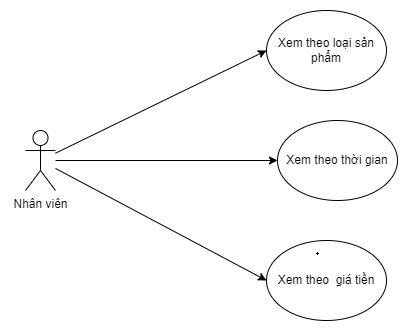 Xem theo loại sản
phẩm
Xem theo thời gian
Nhân viên
Xem theo  giá tiền